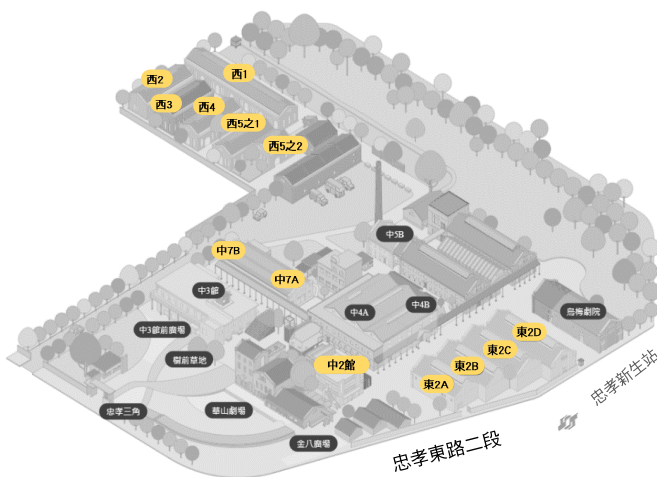 西1
西2
西3
西4
西5之1
西5之2
中5B
中7B
中7A
中3館
中4A
中4B
烏梅劇院
中3館前廣場
東2D
東2C
樹前草地
中2館
東2B
東2A
忠孝新生站
忠孝三角
華山劇場
金八廣場
忠孝東路二段